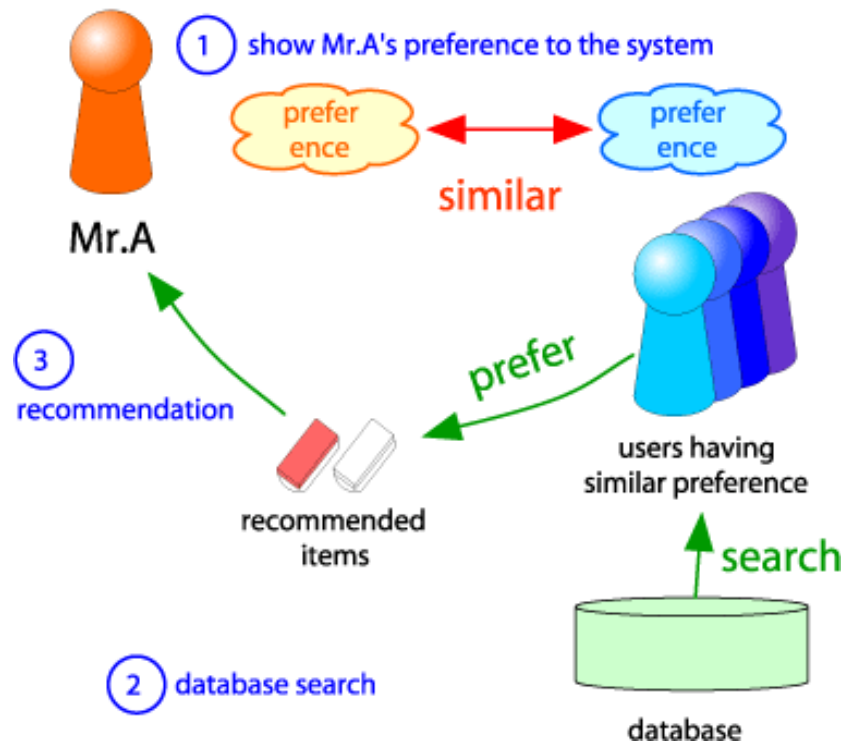 1 show Mr.A's preference to the system
prefer
ence
prefer
ence
similar
Mr.A
3
recommendation
prefer
users having
similar preference
recommended
items
search
2 database search
database